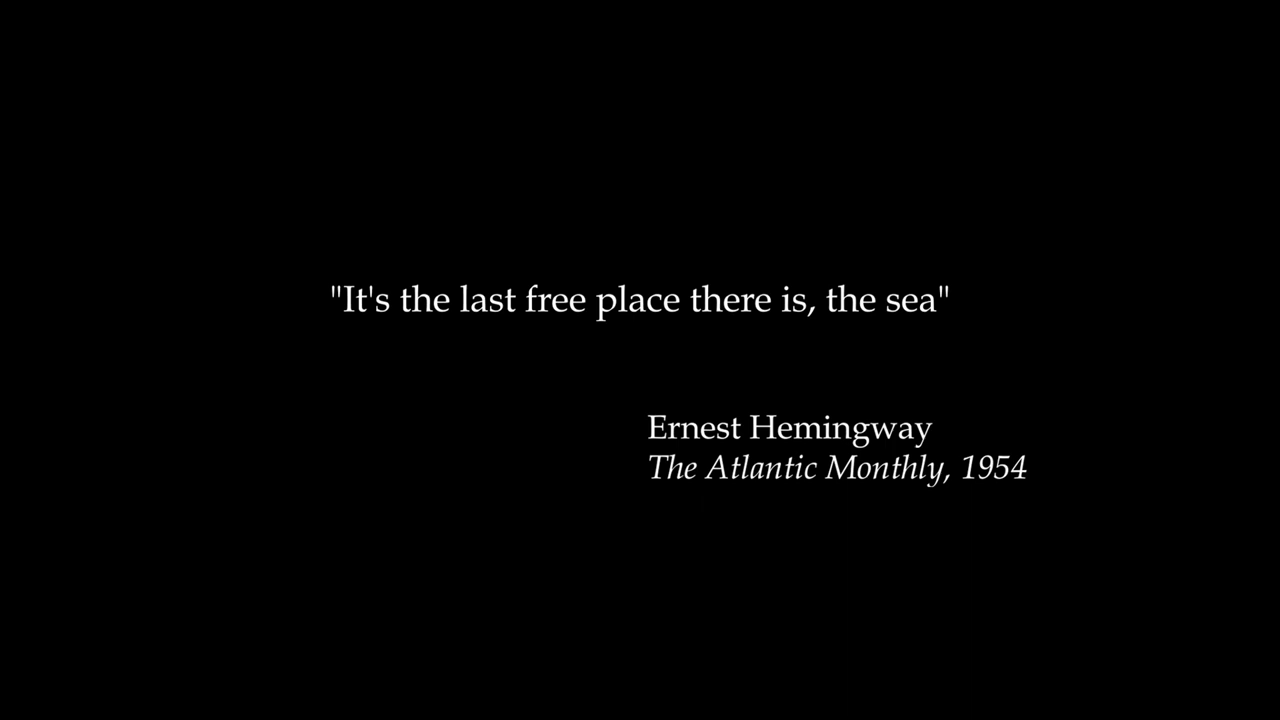 "It's the last free place there is, the sea"
Ernest Hemingway
The Atlantic Monthly, 1954